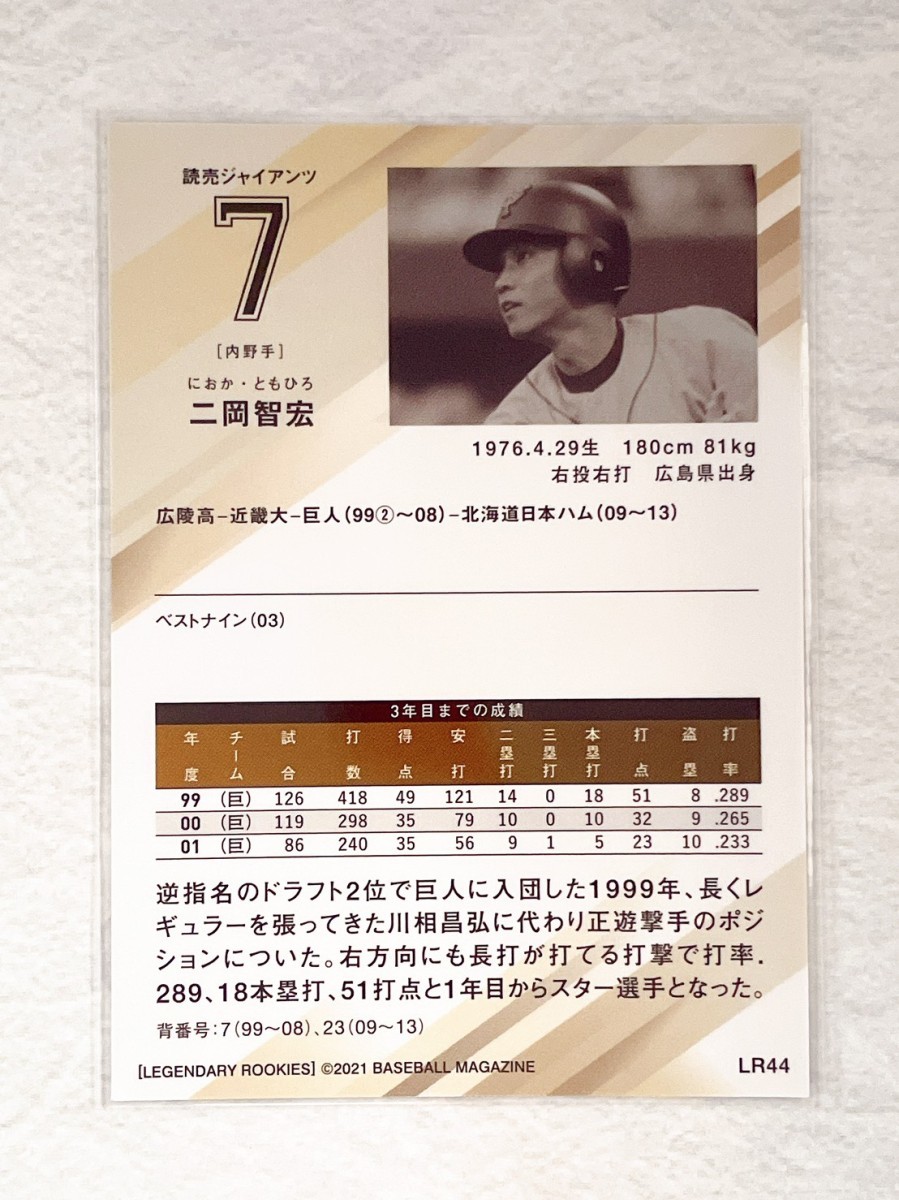 読売ジャイアンツ
7
［内野手］
におか・ともひろ
二岡智宏
1976.4.29生　180cm 81kg
右投右打　広島県出身
広陵高−近畿大−巨人（99②〜08）−北海道日本ハム（09〜13）
ベストナイン（03）
3年目までの成績
年度 チーム 試合 打数 得点 安打 二塁打 三塁打 本塁打 打点 盗塁 打率
99 （巨） 126 418 49 121 14 0 18 51 8 .289
00 （巨） 119 298 35 79 10 0 10 32 9 .265
01 （巨） 86 240 35 56 9 1 5 23 10 .233
逆指名のドラフト2位で巨人に入団した1999年、長くレ
ギュラーを張ってきた川相昌弘に代わり正遊撃手のポジ
ションについた。右方向にも長打が打てる打撃で打率.
289、18本塁打、51打点と1年目からスター選手となった。
背番号：7（99〜08）、23（09〜13）
［LEGENDARY ROOKIES］ ©2021 BASEBALL MAGAZINE
LR44